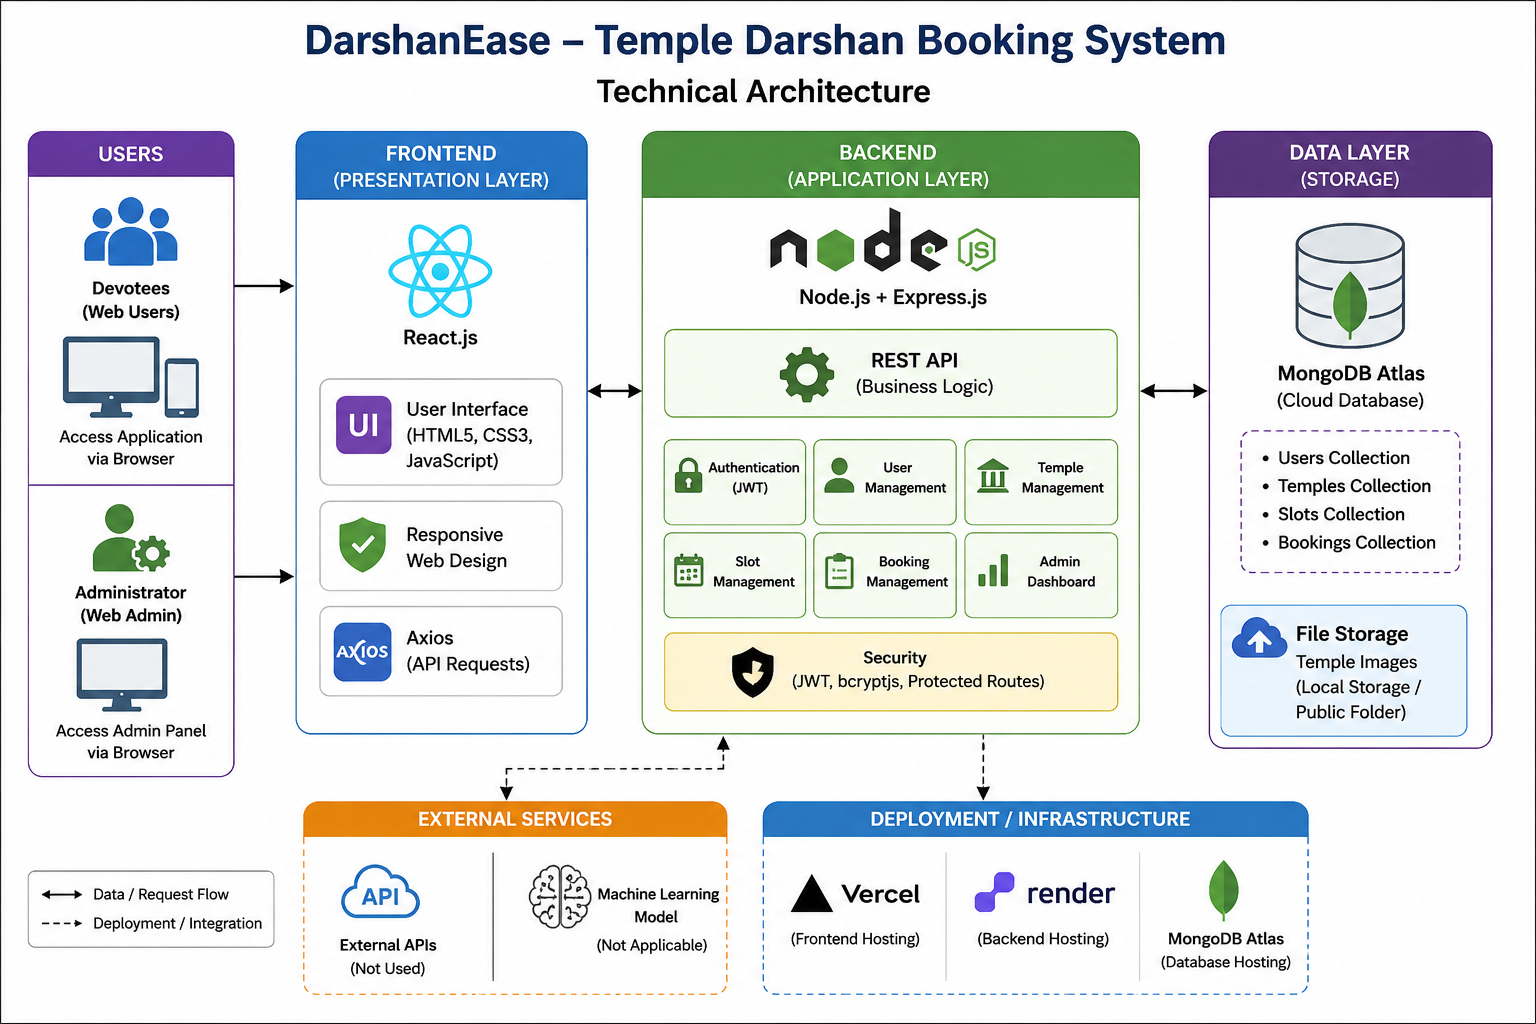 DarshanEase – Temple Darshan Booking System
Technical Architecture
USERS
Devotees
(Web Users)
Access Application
via Browser
Administrator
(Web Admin)
Access Admin Panel
via Browser
FRONTEND
(PRESENTATION LAYER)
React.js
UI
User Interface
(HTML5, CSS3,
JavaScript)
Responsive
Web Design
AXIOS
Axios
(API Requests)
BACKEND
(APPLICATION LAYER)
node JS
Node.js + Express.js
REST API
(Business Logic)
Authentication
(JWT)
User
Management
Temple
Management
Slot
Management
Booking
Management
Admin
Dashboard
Security
(JWT, bcryptjs, Protected Routes)
DATA LAYER
(STORAGE)
MongoDB Atlas
(Cloud Database)
• Users Collection
• Temples Collection
• Slots Collection
• Bookings Collection
File Storage
Temple Images
(Local Storage /
Public Folder)
Data / Request Flow
Deployment / Integration
EXTERNAL SERVICES
API
External APIs
(Not Used)
Machine Learning
Model
(Not Applicable)
DEPLOYMENT / INFRASTRUCTURE
Vercel
(Frontend Hosting)
render
(Backend Hosting)
MongoDB Atlas
(Database Hosting)